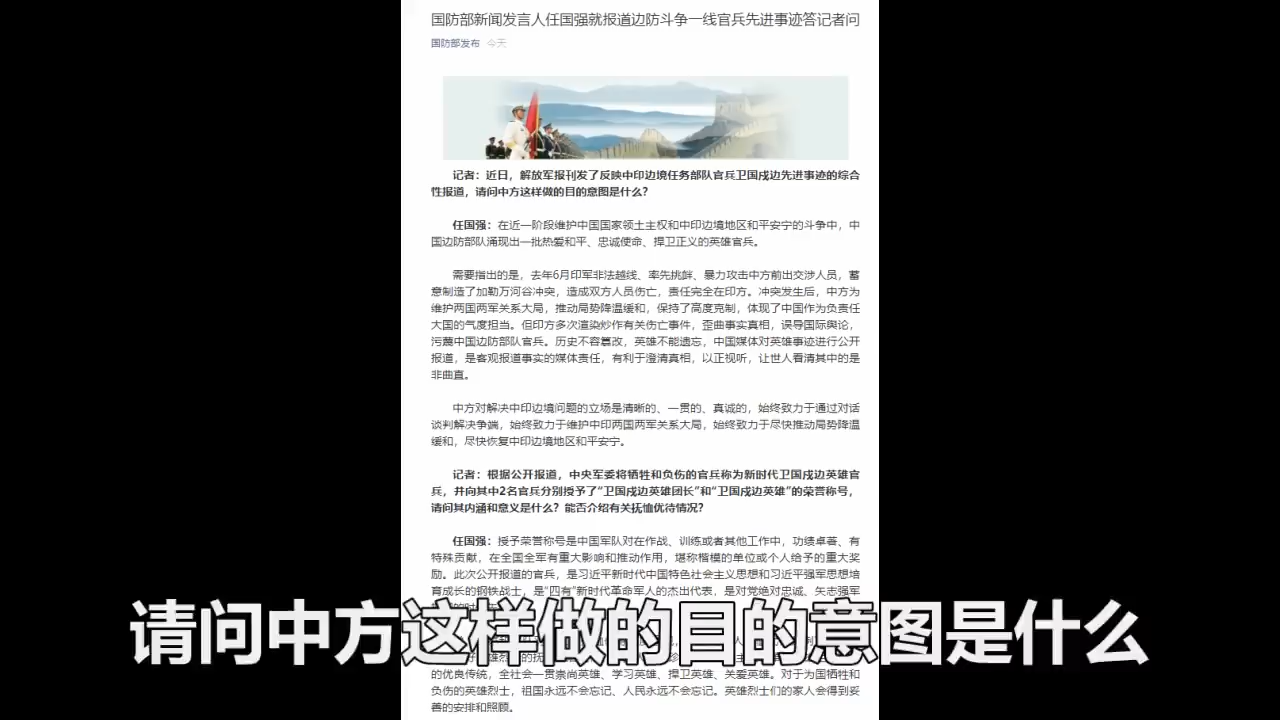 国防部新闻发言人任国强就报道边防斗争一线官兵先进事迹答记者问
国防部发布 今天
记者：近日，解放军报刊发了反映中印边境任务部队官兵卫国戍边先进事迹的综合
性报道，请问中方这样做的目的意图是什么？
任国强：在近一阶段维护中国国家领土主权和中印边境地区和平安宁的斗争中，中
国边防部队涌现出一批热爱和平、忠诚使命、捍卫正义的英雄官兵。
需要指出的是，去年6月印军非法越线、率先挑衅、暴力攻击中方前出交涉人员，蓄
意制造了加勒万河谷冲突，造成双方人员伤亡，责任完全在印方。冲突发生后，中方为
维护两国两军关系大局，推动局势降温缓和，保持了高度克制，体现了中国作为负责任
大国的气度担当。但印方多次渲染炒作有关伤亡事件，歪曲事实真相，误导国际舆论，
污蔑中国边防部队官兵。历史不容篡改，英雄不能遗忘，中国媒体对英雄事迹进行公开
报道，是客观报道事实的媒体责任，有利于澄清真相，以正视听，让世人看清其中的是
非曲直。
中方对解决中印边境问题的立场是清晰的、一贯的、真诚的，始终致力于通过对话
谈判解决争端，始终致力于维护中印两国两军关系大局，始终致力于尽快推动局势降温
缓和，尽快恢复中印边境地区和平安宁。
记者：根据公开报道，中央军委将牺牲和负伤的官兵称为新时代卫国戍边英雄官
兵，并向其中2名官兵分别授予了“卫国戍边英雄团长”和“卫国戍边英雄”的荣誉称号，
请问其内涵和意义是什么？能否介绍有关抚恤优待情况？
任国强：授予荣誉称号是中国军队对在作战、训练或者其他工作中，功绩卓著、有
特殊贡献，在全国全军有重大影响和推动作用，堪称楷模的单位或个人给予的重大奖
励。此次公开报道的官兵，是习近平新时代中国特色社会主义思想和习近平强军思想培
育成长的钢铁战士，是“四有”新时代革命军人的杰出代表，是对党绝对忠诚、矢志强军
请问中方这样做的目的意图是什么
的优良传统，全社会一贯崇尚英雄、学习英雄、捍卫英雄、关爱英雄。对于为国牺牲和
负伤的英雄烈士，祖国永远不会忘记、人民永远不会忘记。英雄烈士们的家人会得到妥
善的安排和照顾。